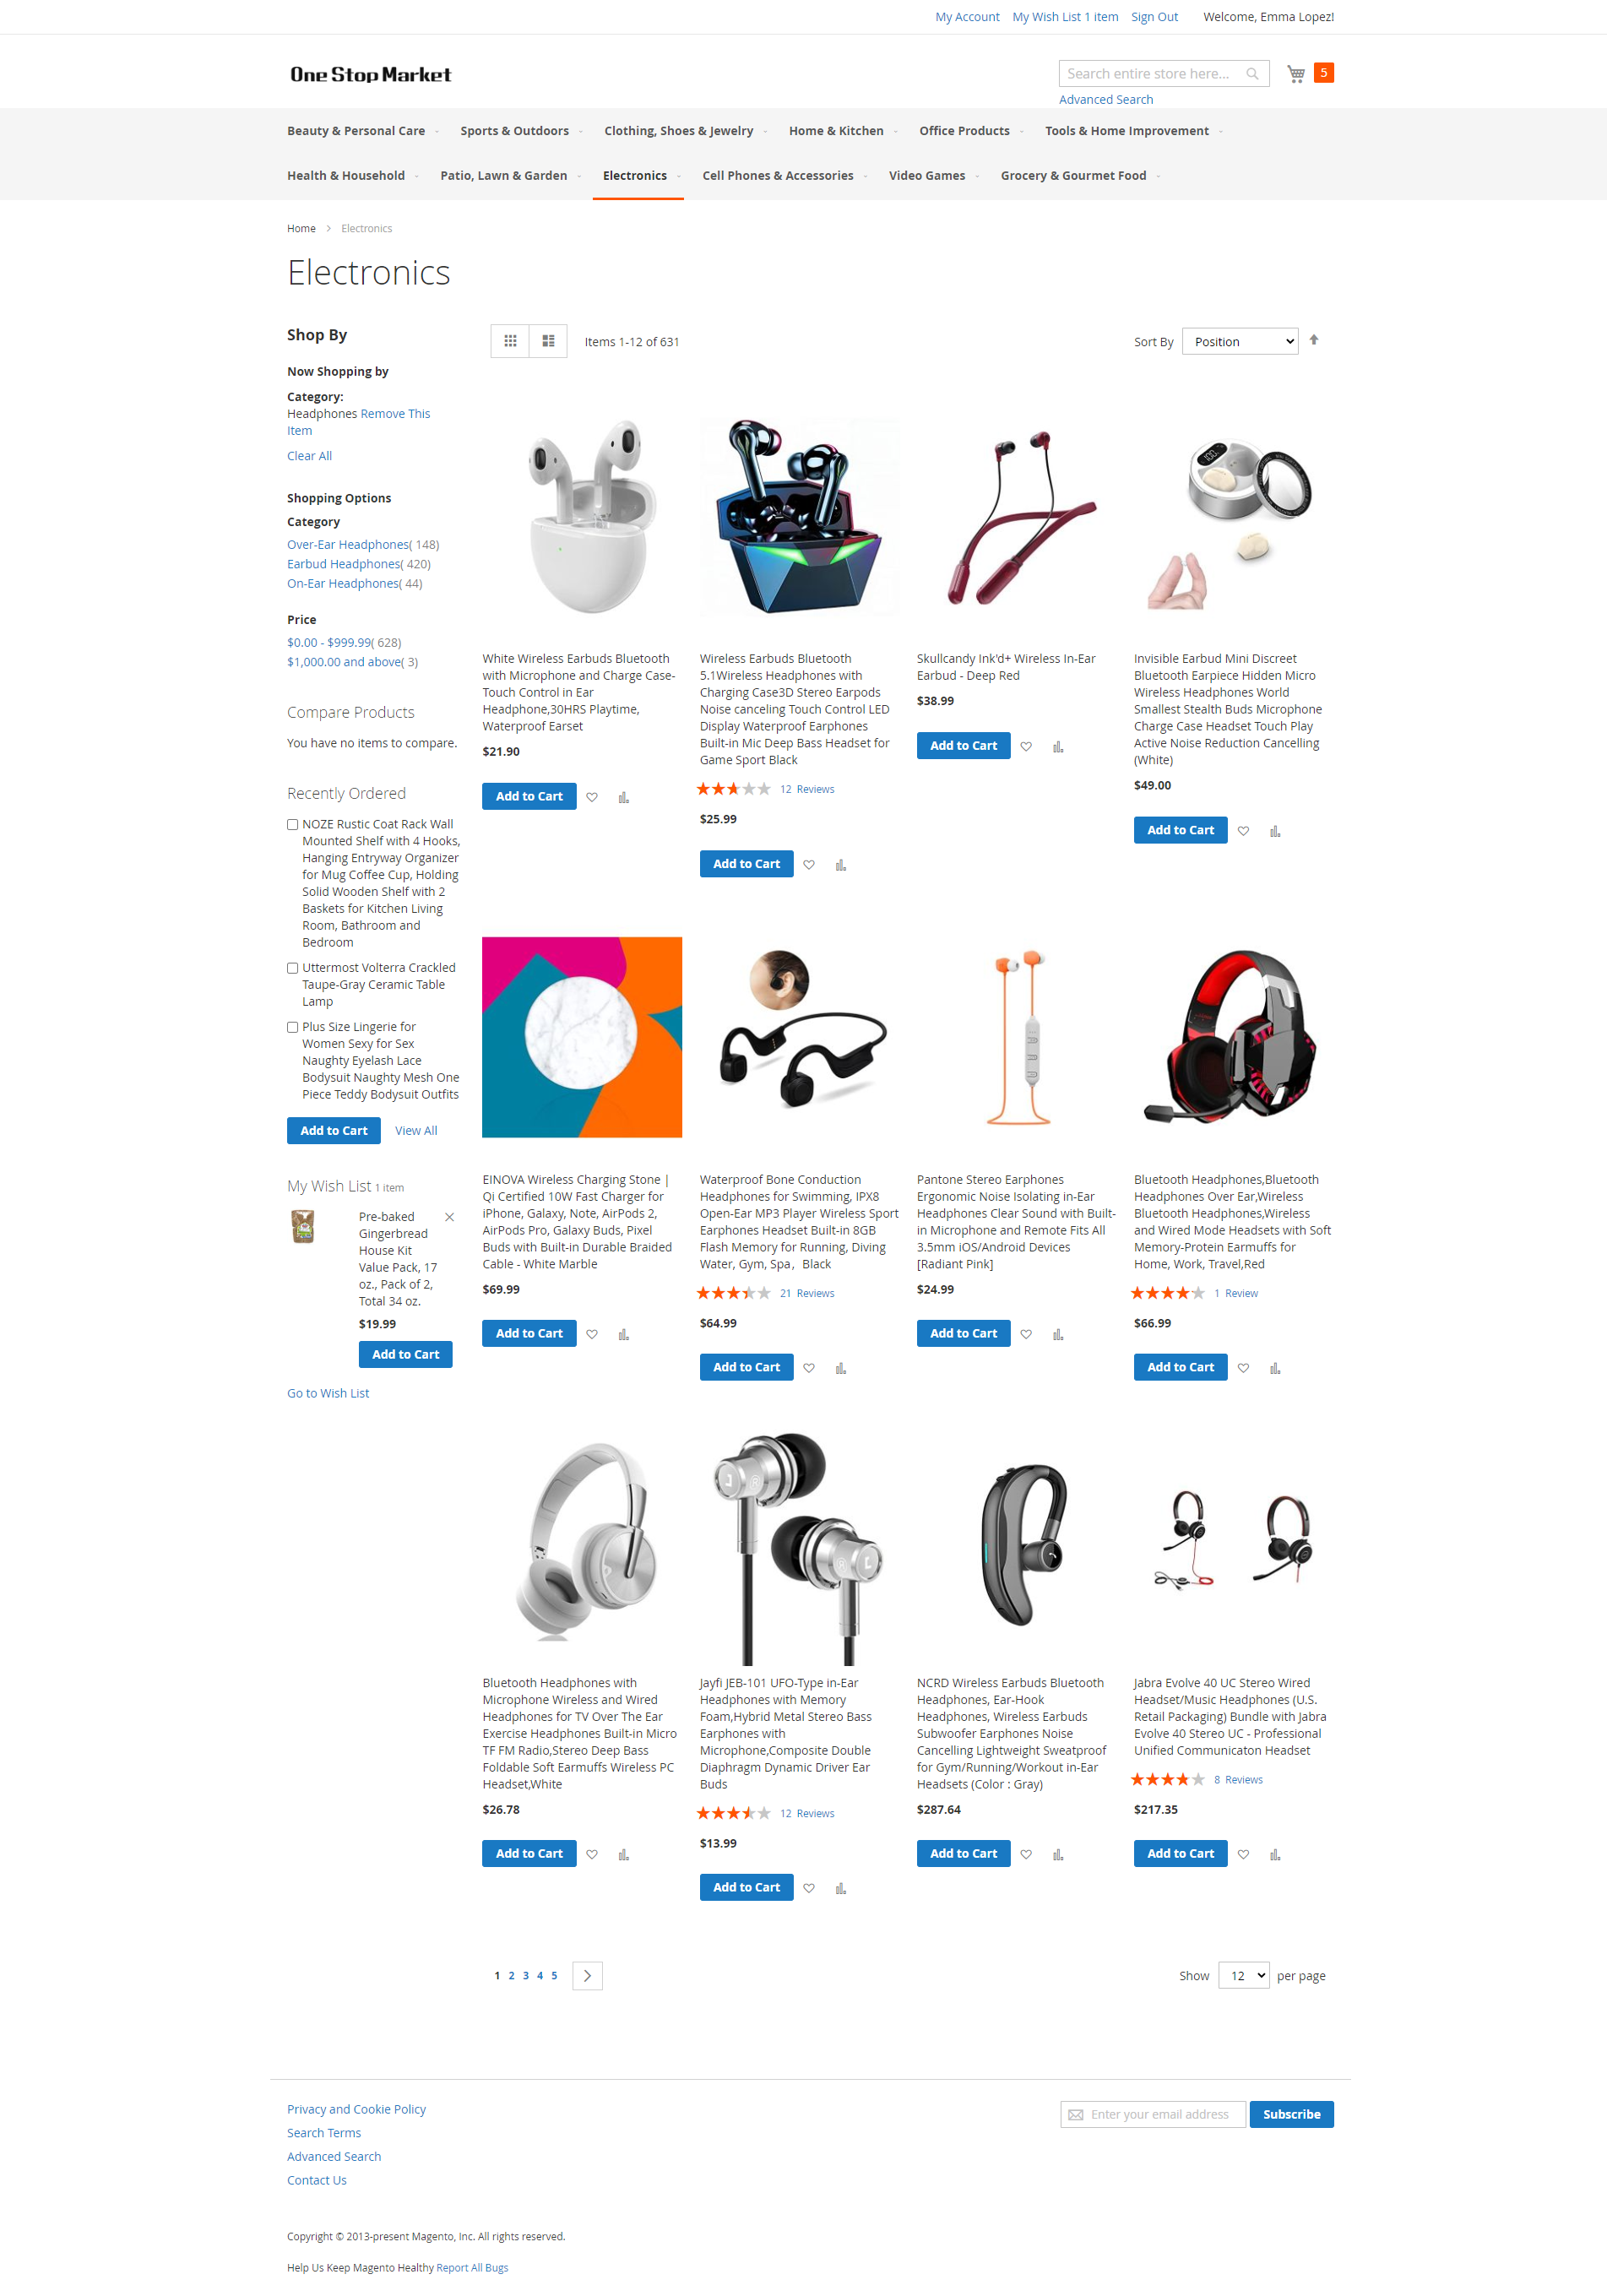 My Account My Wish List 1 item Sign Out Welcome, Emma Lopez!
One Stop Market
Search entire store here...
5
Advanced Search
Beauty & Personal Care Sports & Outdoors Clothing, Shoes & Jewelry Home & Kitchen Office Products Tools & Home Improvement
Health & Household Patio, Lawn & Garden Electronics Cell Phones & Accessories Video Games Grocery & Gourmet Food
Home Electronics
Electronics
Shop By
Now Shopping by
Category:
Headphones Remove This
Item
Clear All
Shopping Options
Category
Over-Ear Headphones( 148)
Earbud Headphones( 420)
On-Ear Headphones( 44)
Price
$0.00 - $999.99( 628)
$1,000.00 and above( 3)
Compare Products
You have no items to compare.
Recently Ordered
NOZE Rustic Coat Rack Wall
Mounted Shelf with 4 Hooks,
Hanging Entryway Organizer
for Mug Coffee Cup, Holding
Solid Wooden Shelf with 2
Baskets for Kitchen Living
Room, Bathroom and
Bedroom
Uttermost Volterra Crackled
Taupe-Gray Ceramic Table
Lamp
Plus Size Lingerie for
Women Sexy for Sex
Naughty Eyelash Lace
Bodysuit Naughty Mesh One
Piece Teddy Bodysuit Outfits
Add to Cart View All
My Wish List 1 item
Pre-baked
Gingerbread
House Kit
Value Pack, 17
oz., Pack of 2,
Total 34 oz.
$19.99
Add to Cart
Go to Wish List
Items 1-12 of 631
Sort By Position
White Wireless Earbuds Bluetooth
with Microphone and Charge Case-
Touch Control in Ear
Headphone,30HRS Playtime,
Waterproof Earset
$21.90
Add to Cart
Wireless Earbuds Bluetooth
5.1Wireless Headphones with
Charging Case3D Stereo Earpods
Noise canceling Touch Control LED
Display Waterproof Earphones
Built-in Mic Deep Bass Headset for
Game Sport Black
12 Reviews
$25.99
Add to Cart
Skullcandy Ink'd+ Wireless In-Ear
Earbud - Deep Red
$38.99
Add to Cart
100
Invisible Earbud Mini Discreet
Bluetooth Earpiece Hidden Micro
Wireless Headphones World
Smallest Stealth Buds Microphone
Charge Case Headset Touch Play
Active Noise Reduction Cancelling
(White)
$49.00
Add to Cart
EINOVA Wireless Charging Stone |
Qi Certified 10W Fast Charger for
iPhone, Galaxy, Note, AirPods 2,
AirPods Pro, Galaxy Buds, Pixel
Buds with Built-in Durable Braided
Cable - White Marble
$69.99
Add to Cart
Waterproof Bone Conduction
Headphones for Swimming, IPX8
Open-Ear MP3 Player Wireless Sport
Earphones Headset Built-in 8GB
Flash Memory for Running, Diving
Water, Gym, Spa，Black
21 Reviews
$64.99
Add to Cart
Pantone Stereo Earphones
Ergonomic Noise Isolating in-Ear
Headphones Clear Sound with Built-
in Microphone and Remote Fits All
3.5mm iOS/Android Devices
[Radiant Pink]
$24.99
Add to Cart
Bluetooth Headphones,Bluetooth
Headphones Over Ear,Wireless
Bluetooth Headphones,Wireless
and Wired Mode Headsets with Soft
Memory-Protein Earmuffs for
Home, Work, Travel,Red
1 Review
$66.99
Add to Cart
Bluetooth Headphones with
Microphone Wireless and Wired
Headphones for TV Over The Ear
Exercise Headphones Built-in Micro
TF FM Radio,Stereo Deep Bass
Foldable Soft Earmuffs Wireless PC
Headset,White
$26.78
Add to Cart
Jayfi JEB-101 UFO-Type in-Ear
Headphones with Memory
Foam,Hybrid Metal Stereo Bass
Earphones with
Microphone,Composite Double
Diaphragm Dynamic Driver Ear
Buds
12 Reviews
$13.99
Add to Cart
NCRD Wireless Earbuds Bluetooth
Headphones, Ear-Hook
Headphones, Wireless Earbuds
Subwoofer Earphones Noise
Cancelling Lightweight Sweatproof
for Gym/Running/Workout in-Ear
Headsets (Color : Gray)
$287.64
Add to Cart
Jabra Evolve 40 UC Stereo Wired
Headset/Music Headphones (U.S.
Retail Packaging) Bundle with Jabra
Evolve 40 Stereo UC - Professional
Unified Communicaton Headset
8 Reviews
$217.35
Add to Cart
1 2 3 4 5
Show 12 per page
Privacy and Cookie Policy
Search Terms
Advanced Search
Contact Us
Enter your email address Subscribe
Copyright © 2013-present Magento, Inc. All rights reserved.
Help Us Keep Magento Healthy Report All Bugs